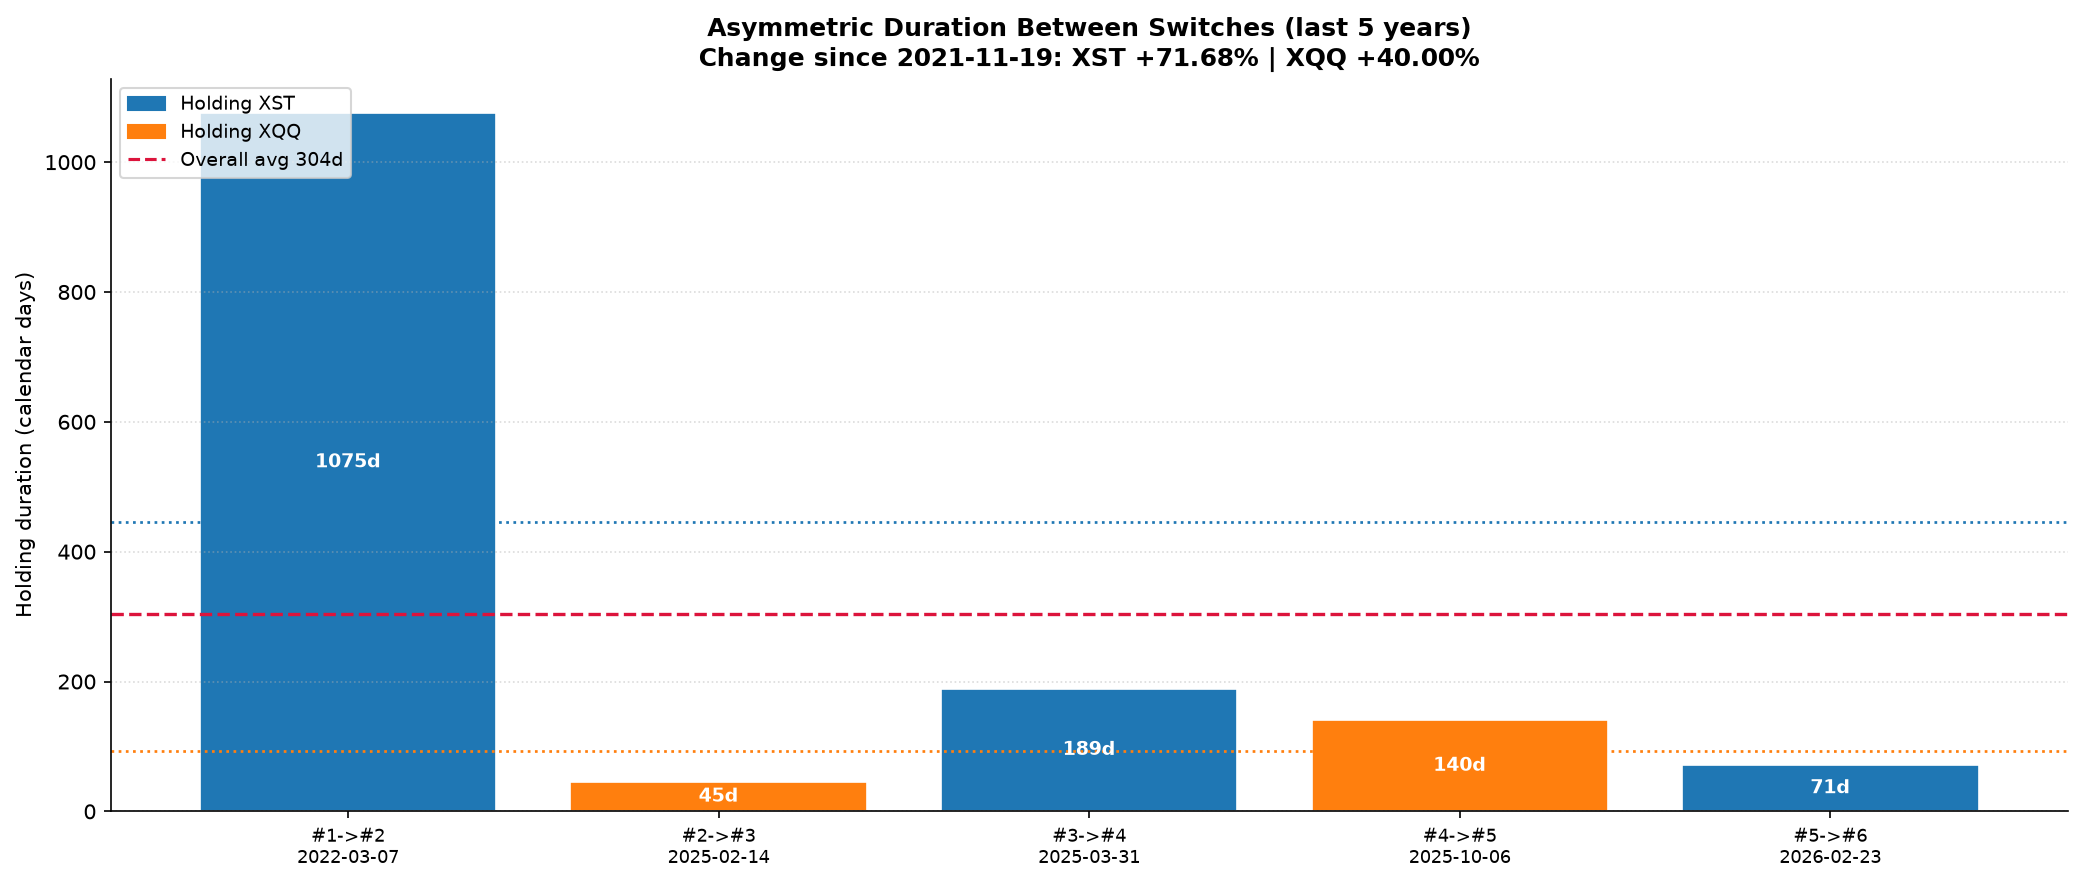 Asymmetric Duration Between Switches (last 5 years)
Change since 2021-11-19: XST +71.68% | XQQ +40.00%
Holding XST
Holding XQQ
Overall avg 304d
Holding duration (calendar days)
1000
800
600
400
200
0
1075d
45d
189d
140d
71d
#1->#2
2022-03-07
#2->#3
2025-02-14
#3->#4
2025-03-31
#4->#5
2025-10-06
#5->#6
2026-02-23